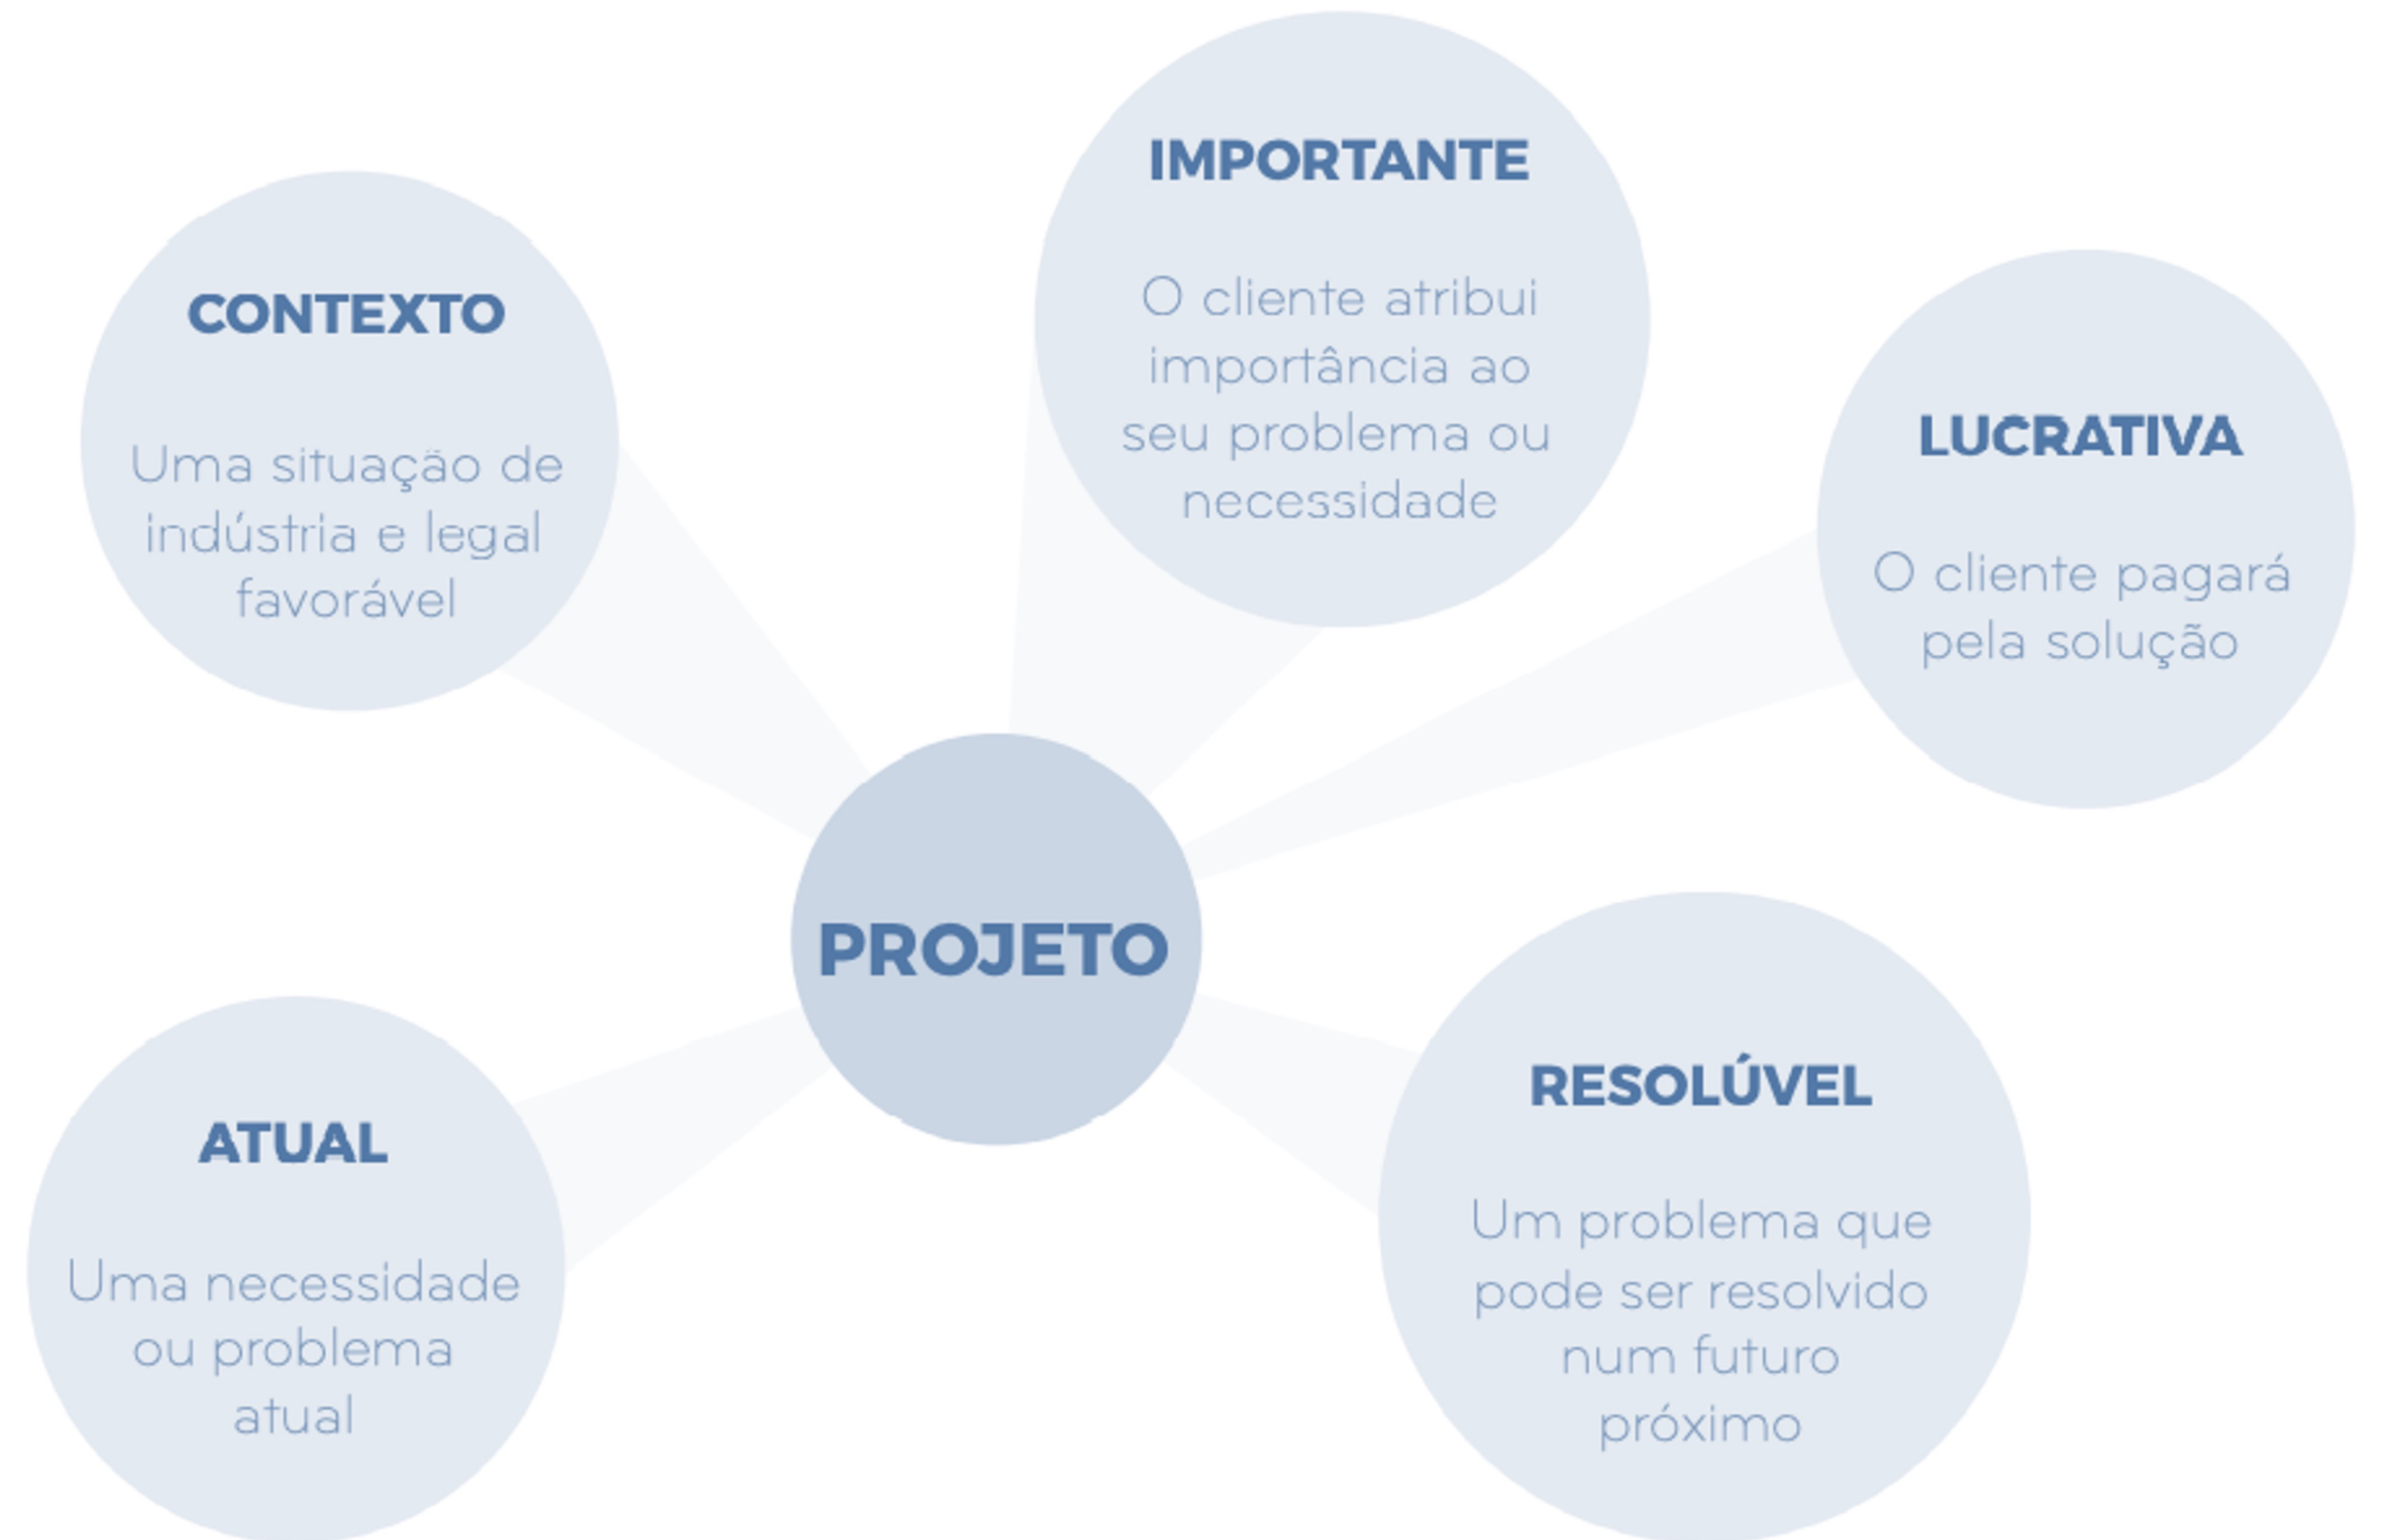 CONTEXTO
Uma situação de
indústria e legal
favorável
IMPORTANTE
O cliente atribui
importância ao
seu problema ou
necessidade
LUCRATIVA
O cliente pagará
pela solução
PROJETO
ATUAL
Uma necessidade
ou problema
atual
RESOLÚVEL
Um problema que
pode ser resolvido
num futuro
próximo